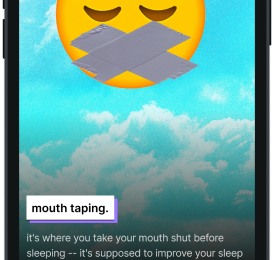 mouth taping.
it's where you take your mouth shut before
sleeping -- it's supposed to improve your sleep